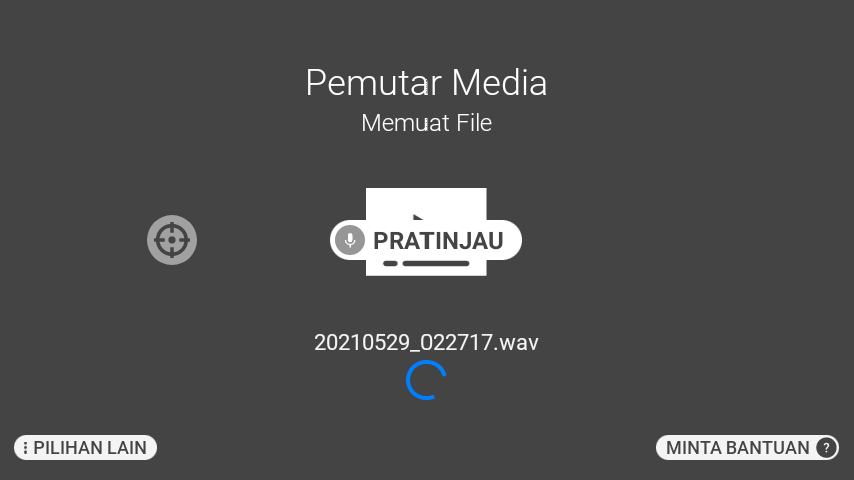 Pemutar Media
Memuat File
PRATINJAU
20210529_022717.wav
PILIHAN LAIN
MINTA BANTUAN ?